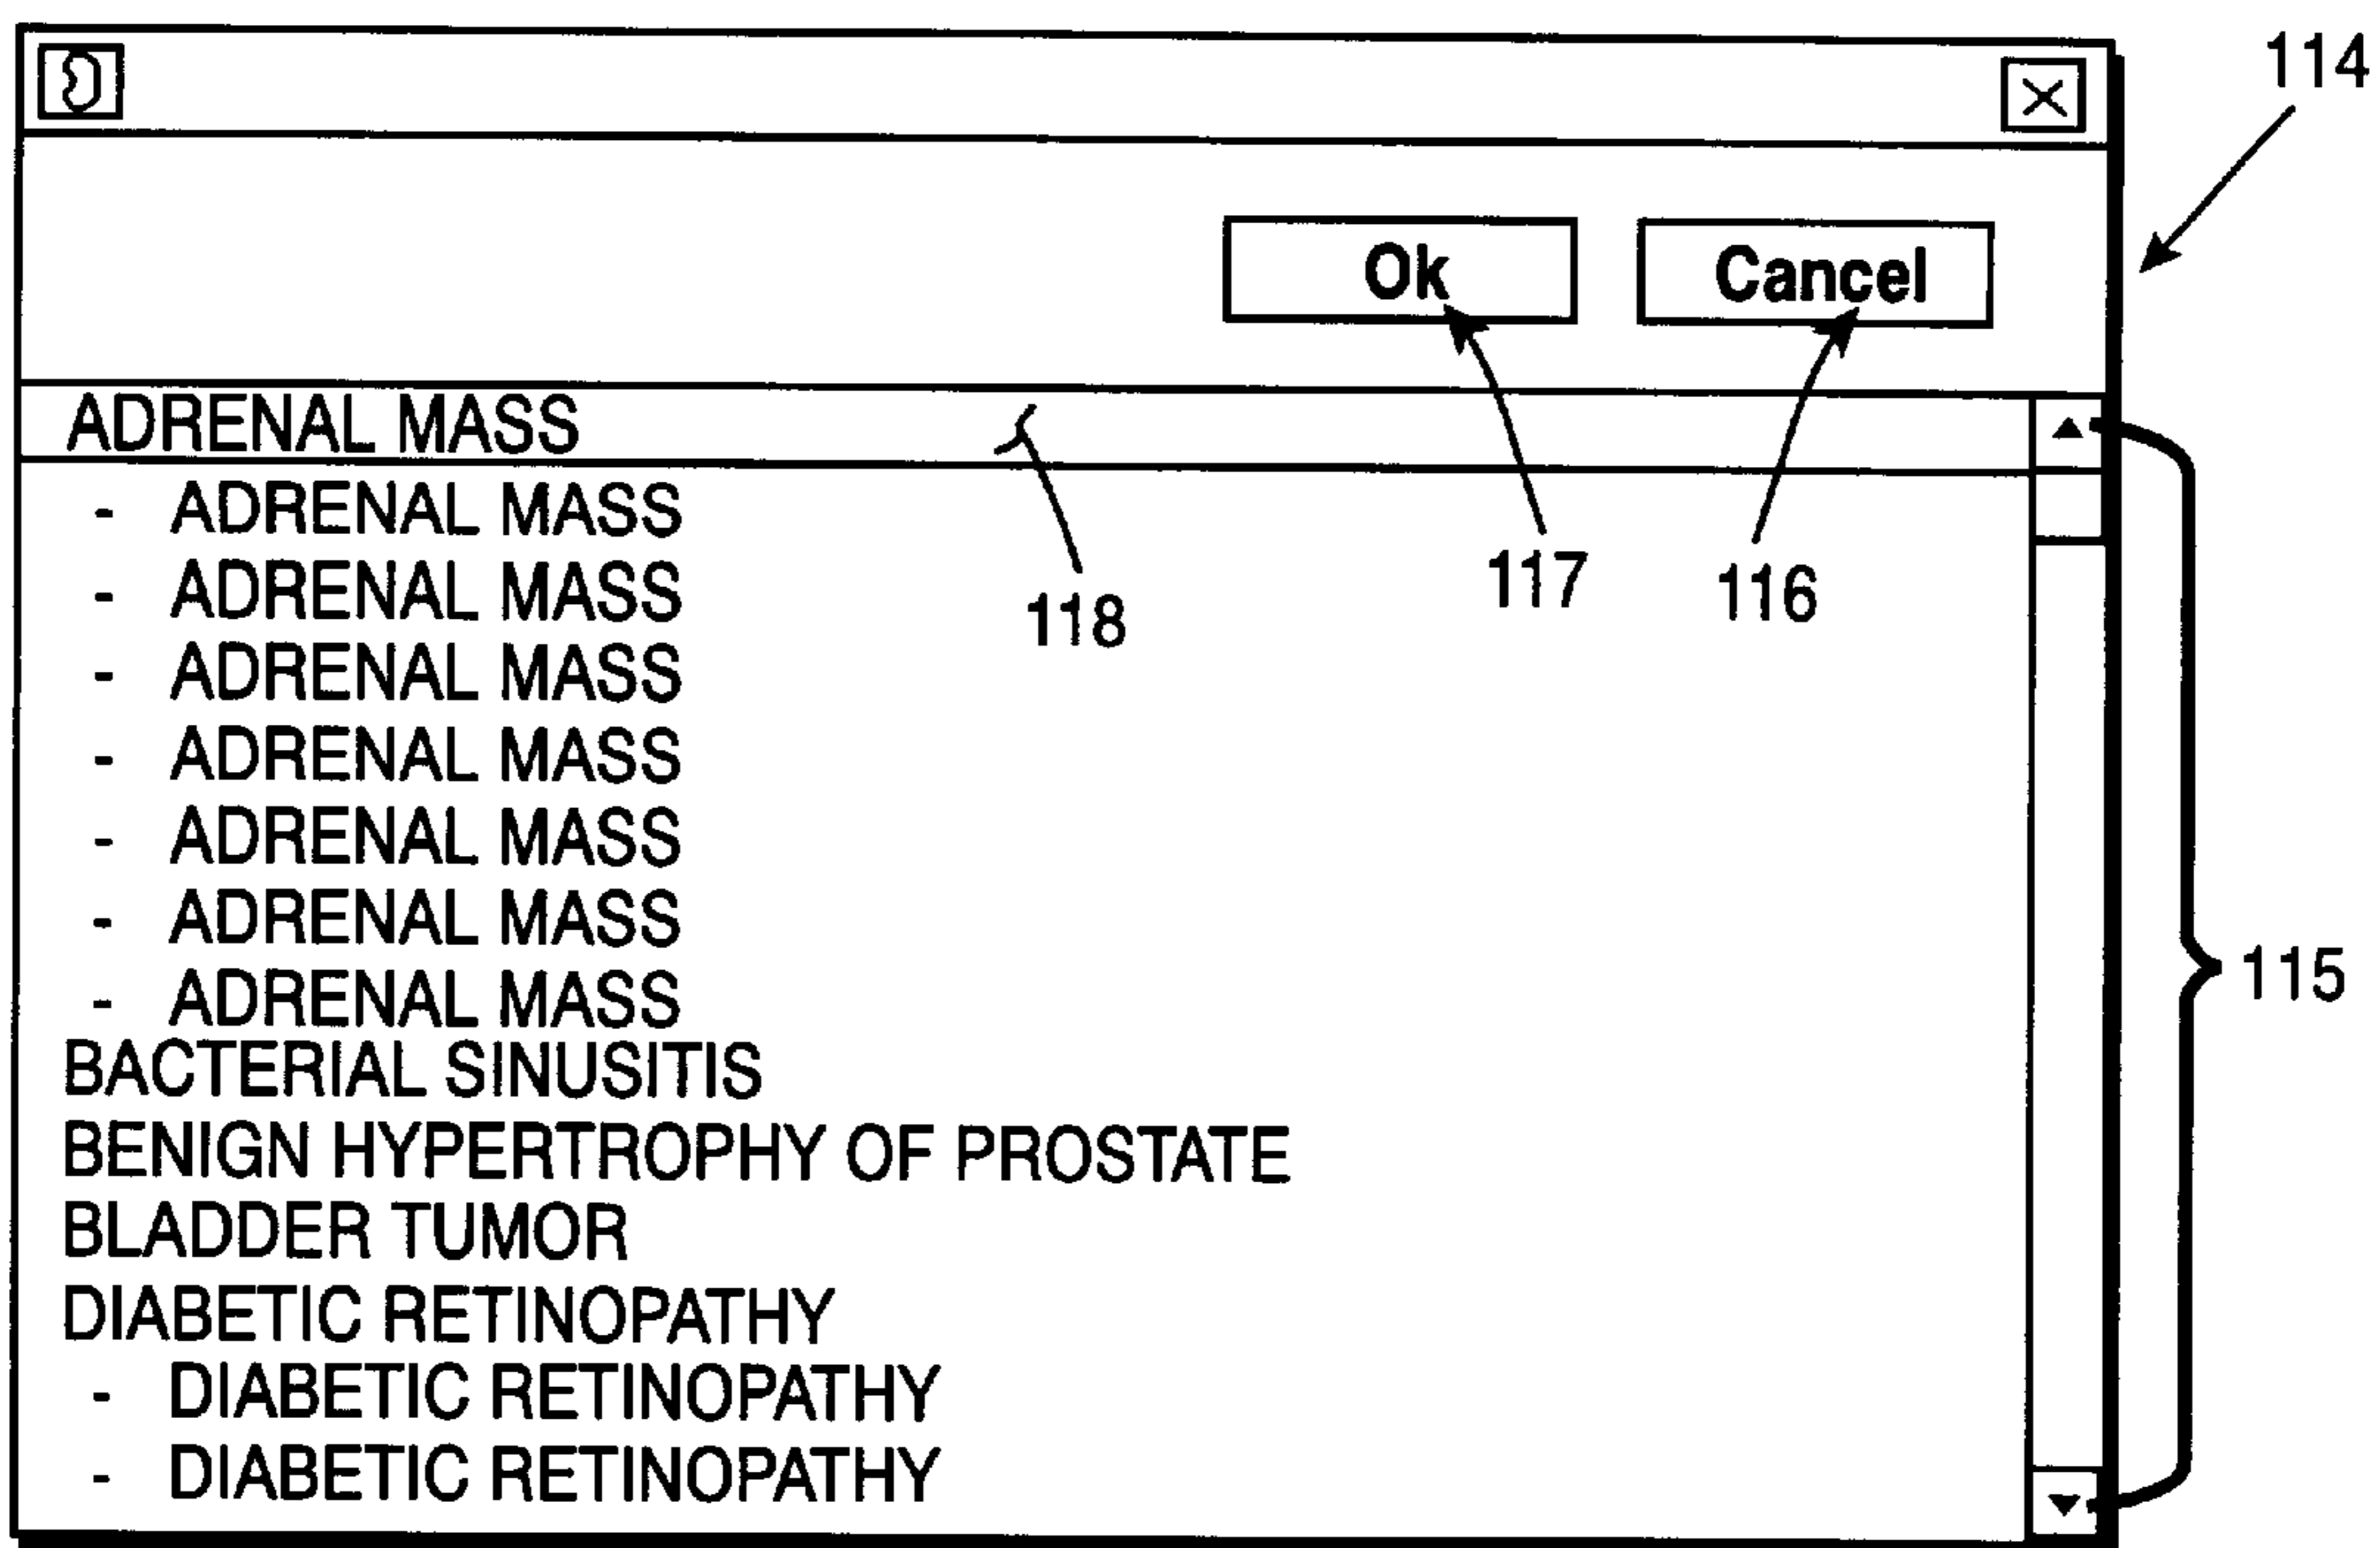 114
Ok Cancel
ADRENAL MASS
- ADRENAL MASS
- ADRENAL MASS
117 116
118
- ADRENAL MASS
- ADRENAL MASS
- ADRENAL MASS
- ADRENAL MASS
- ADRENAL MASS
115
BACTERIAL SINUSITIS
BENIGN HYPERTROPHY OF PROSTATE
BLADDER TUMOR
DIABETIC RETINOPATHY
- DIABETIC RETINOPATHY
- DIABETIC RETINOPATHY